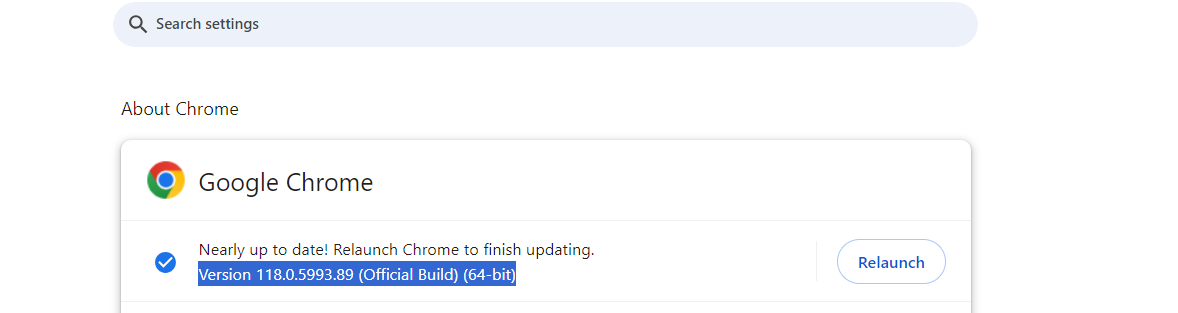 Search settings
About Chrome
Google Chrome
Nearly up to date! Relaunch Chrome to finish updating.
Version 118.0.5993.89 (Official Build) (64-bit)
Relaunch